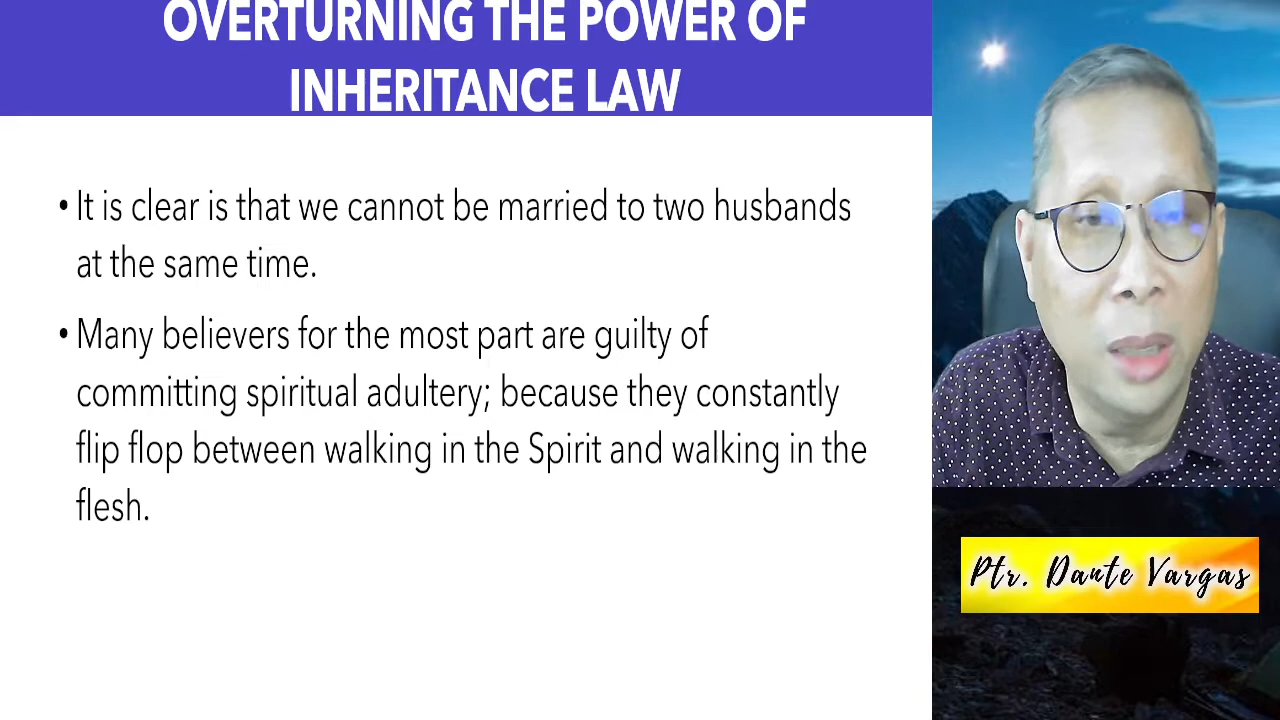 OVERTURNING THE POWER OF
INHERITANCE LAW
• It is clear is that we cannot be married to two husbands
at the same time.
• Many believers for the most part are guilty of
committing spiritual adultery; because they constantly
flip flop between walking in the Spirit and walking in the
flesh.
Ptr. Dante Vargas